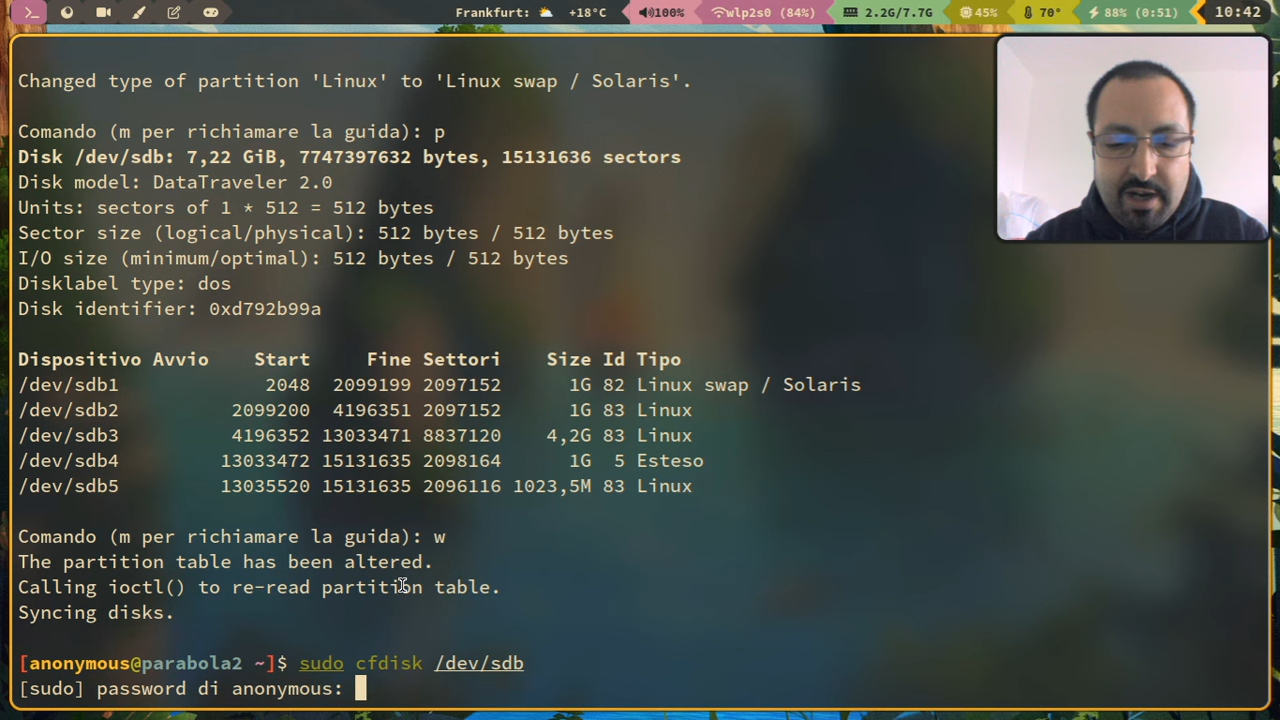 Frankfurt: +18°C 100% wlp2s0 (84%) 2.2G/7.7G 45% 70° 88% (0:51) 10:42
Changed type of partition 'Linux' to 'Linux swap / Solaris'.
Comando (m per richiamare la guida): p
Disk /dev/sdb: 7,22 GiB, 7747397632 bytes, 15131636 sectors
Disk model: DataTraveler 2.0
Units: sectors of 1 * 512 = 512 bytes
Sector size (logical/physical): 512 bytes / 512 bytes
I/O size (minimum/optimal): 512 bytes / 512 bytes
Disklabel type: dos
Disk identifier: 0xd792b99a
Dispositivo Avvio Start Fine Settori Size Id Tipo
/dev/sdb1 2048 2099199 2097152 1G 82 Linux swap / Solaris
/dev/sdb2 2099200 4196351 2097152 1G 83 Linux
/dev/sdb3 4196352 13033471 8837120 4,2G 83 Linux
/dev/sdb4 13033472 15131635 2098164 1G 5 Esteso
/dev/sdb5 13035520 15131635 2096116 1023,5M 83 Linux
Comando (m per richiamare la guida): w
The partition table has been altered.
Calling ioctl() to re-read partition table.
Syncing disks.
[anonymous@parabola2 ~]$ sudo cfdisk /dev/sdb
[sudo] password di anonymous: